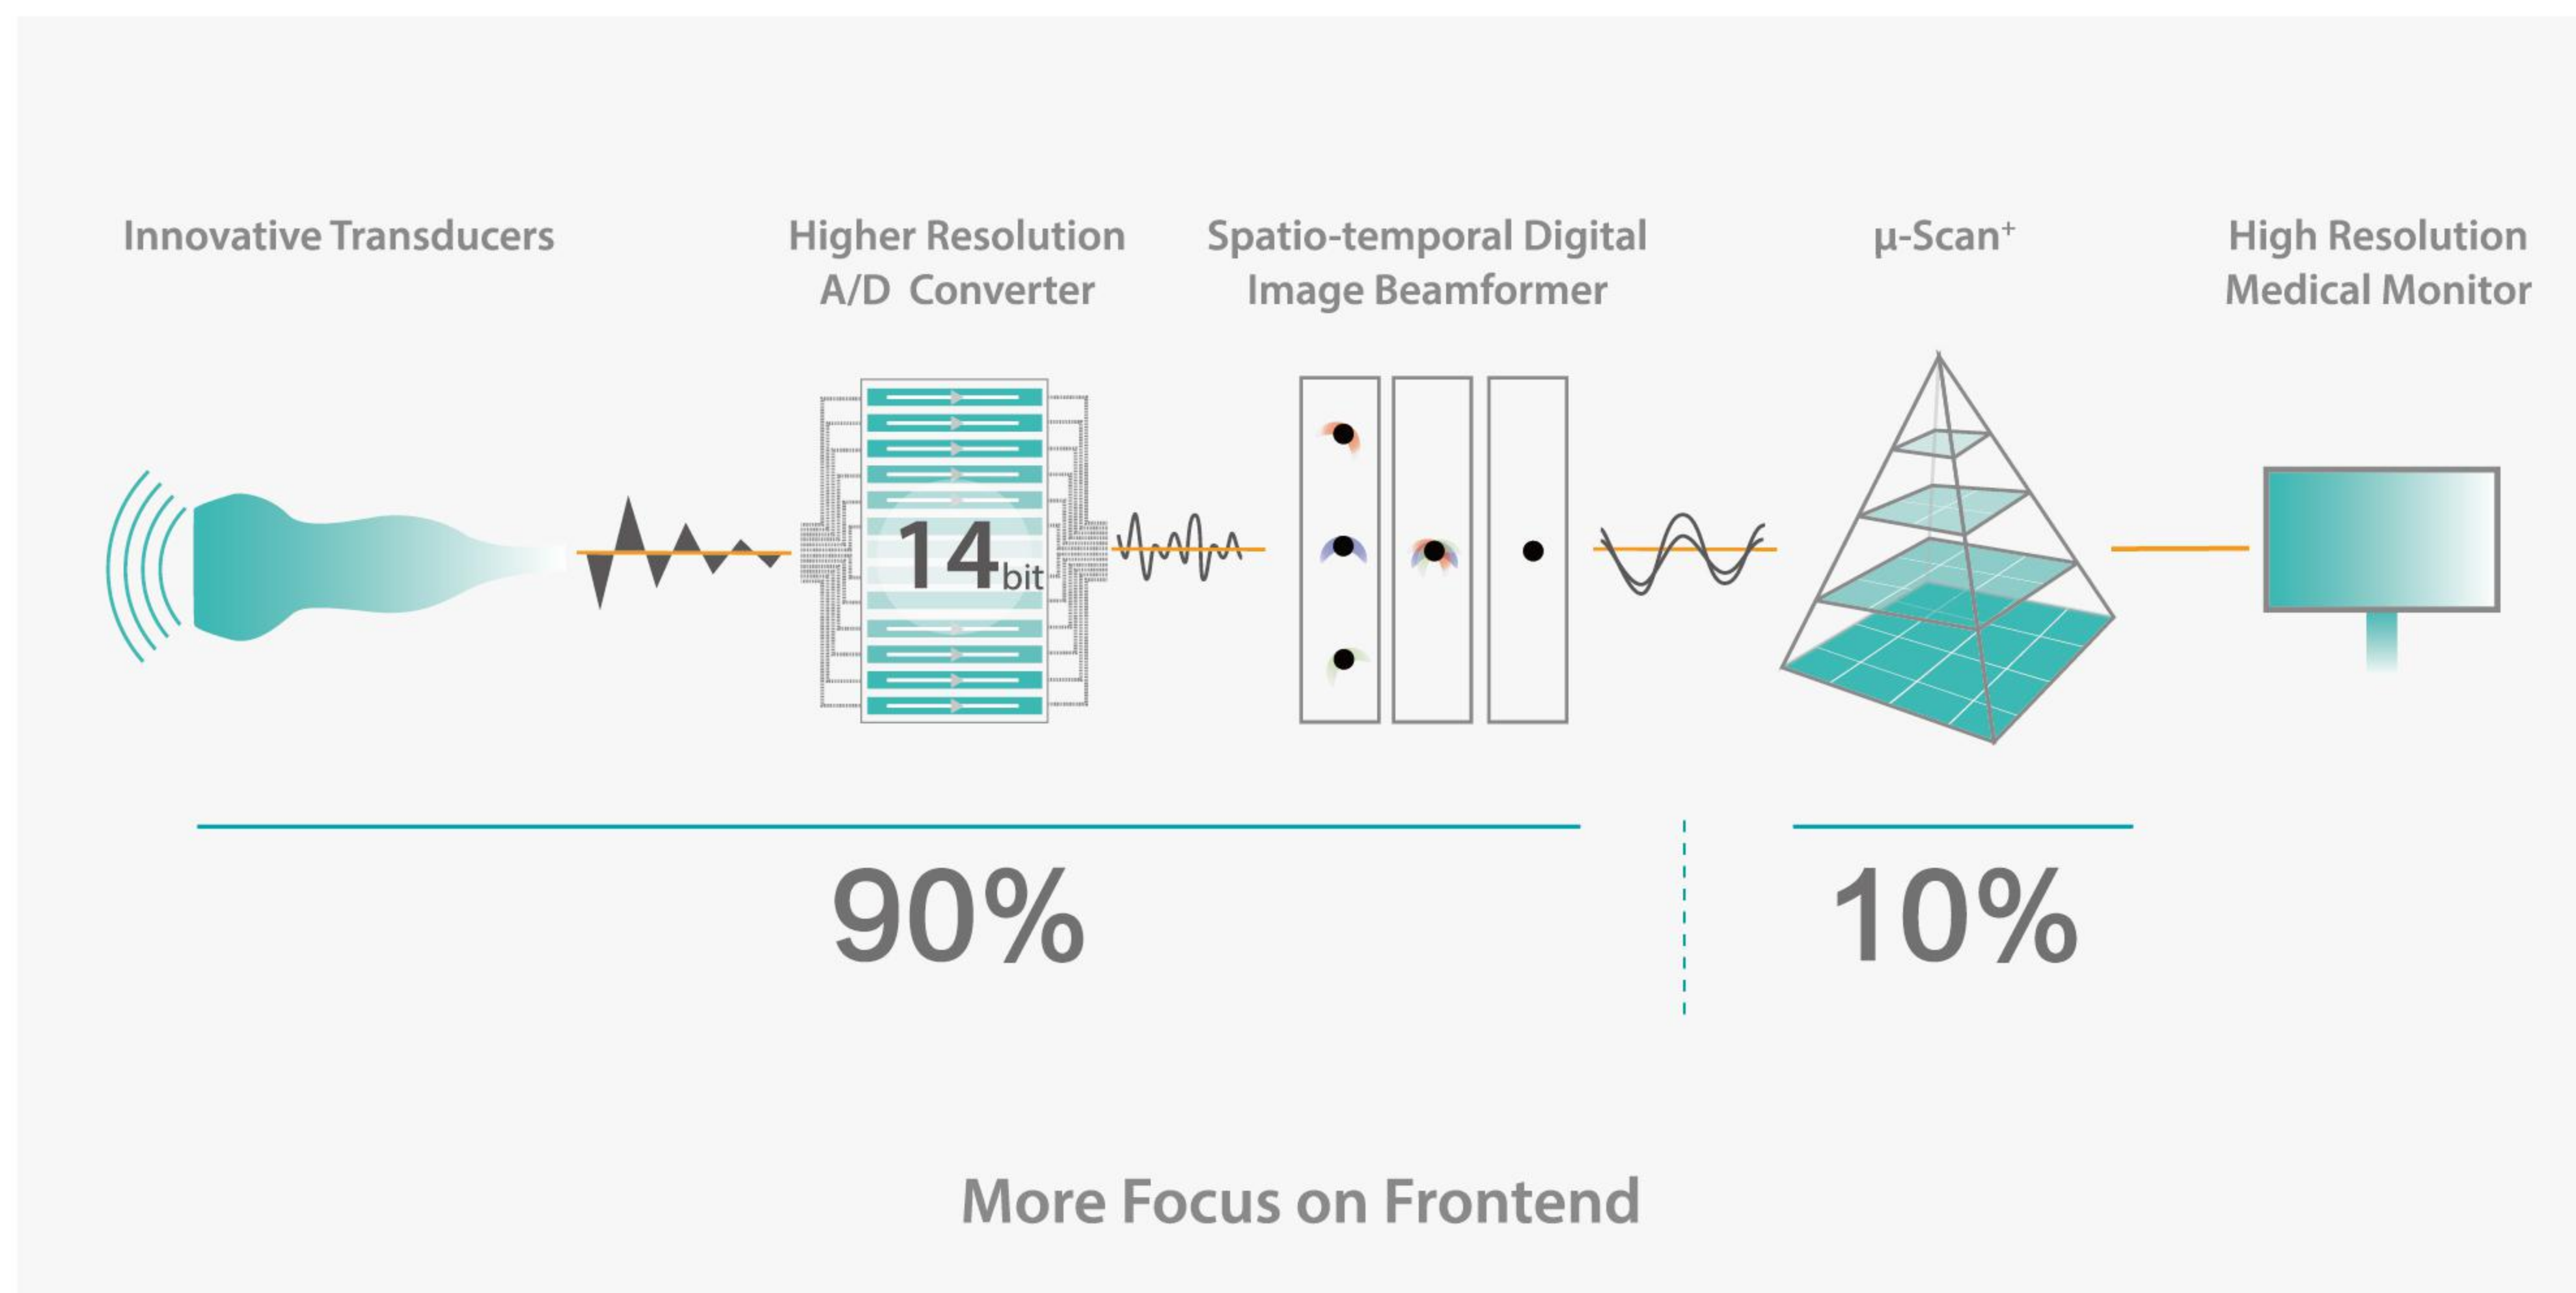 Innovative Transducers
Higher Resolution
A/D Converter
Spatio-temporal Digital
Image Beamformer
µ-Scan+
High Resolution
Medical Monitor
14bit
90%
10%
More Focus on Frontend